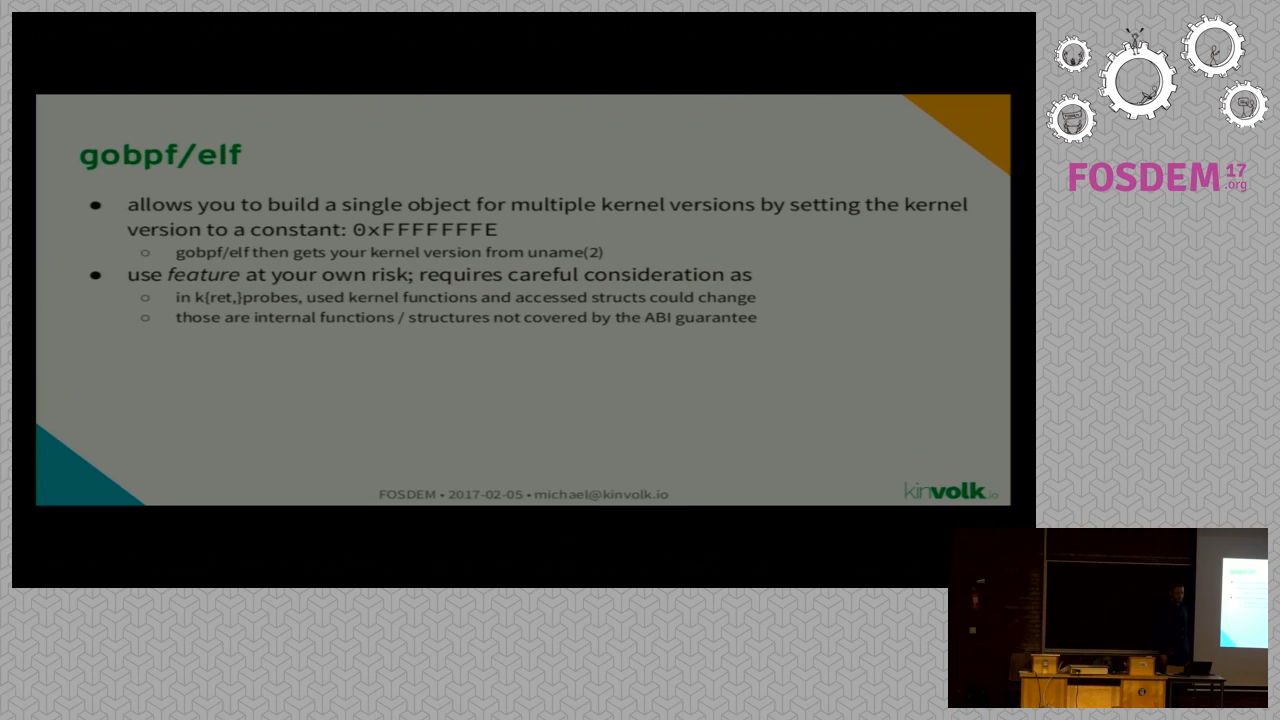 gobpf/elf
● allows you to build a single object for multiple kernel versions by setting the kernel
version to a constant: 0xFFFFFFFE
○ gobpf/elf then gets your kernel version from uname(2)
● use feature at your own risk; requires careful consideration as
○ in k{ret,}probes, used kernel functions and accessed structs could change
○ those are internal functions / structures not covered by the ABI guarantee
FOSDEM • 2017-02-05 • michael@kinvolk.io
kinvolk.io
FOSDEM 17
.org